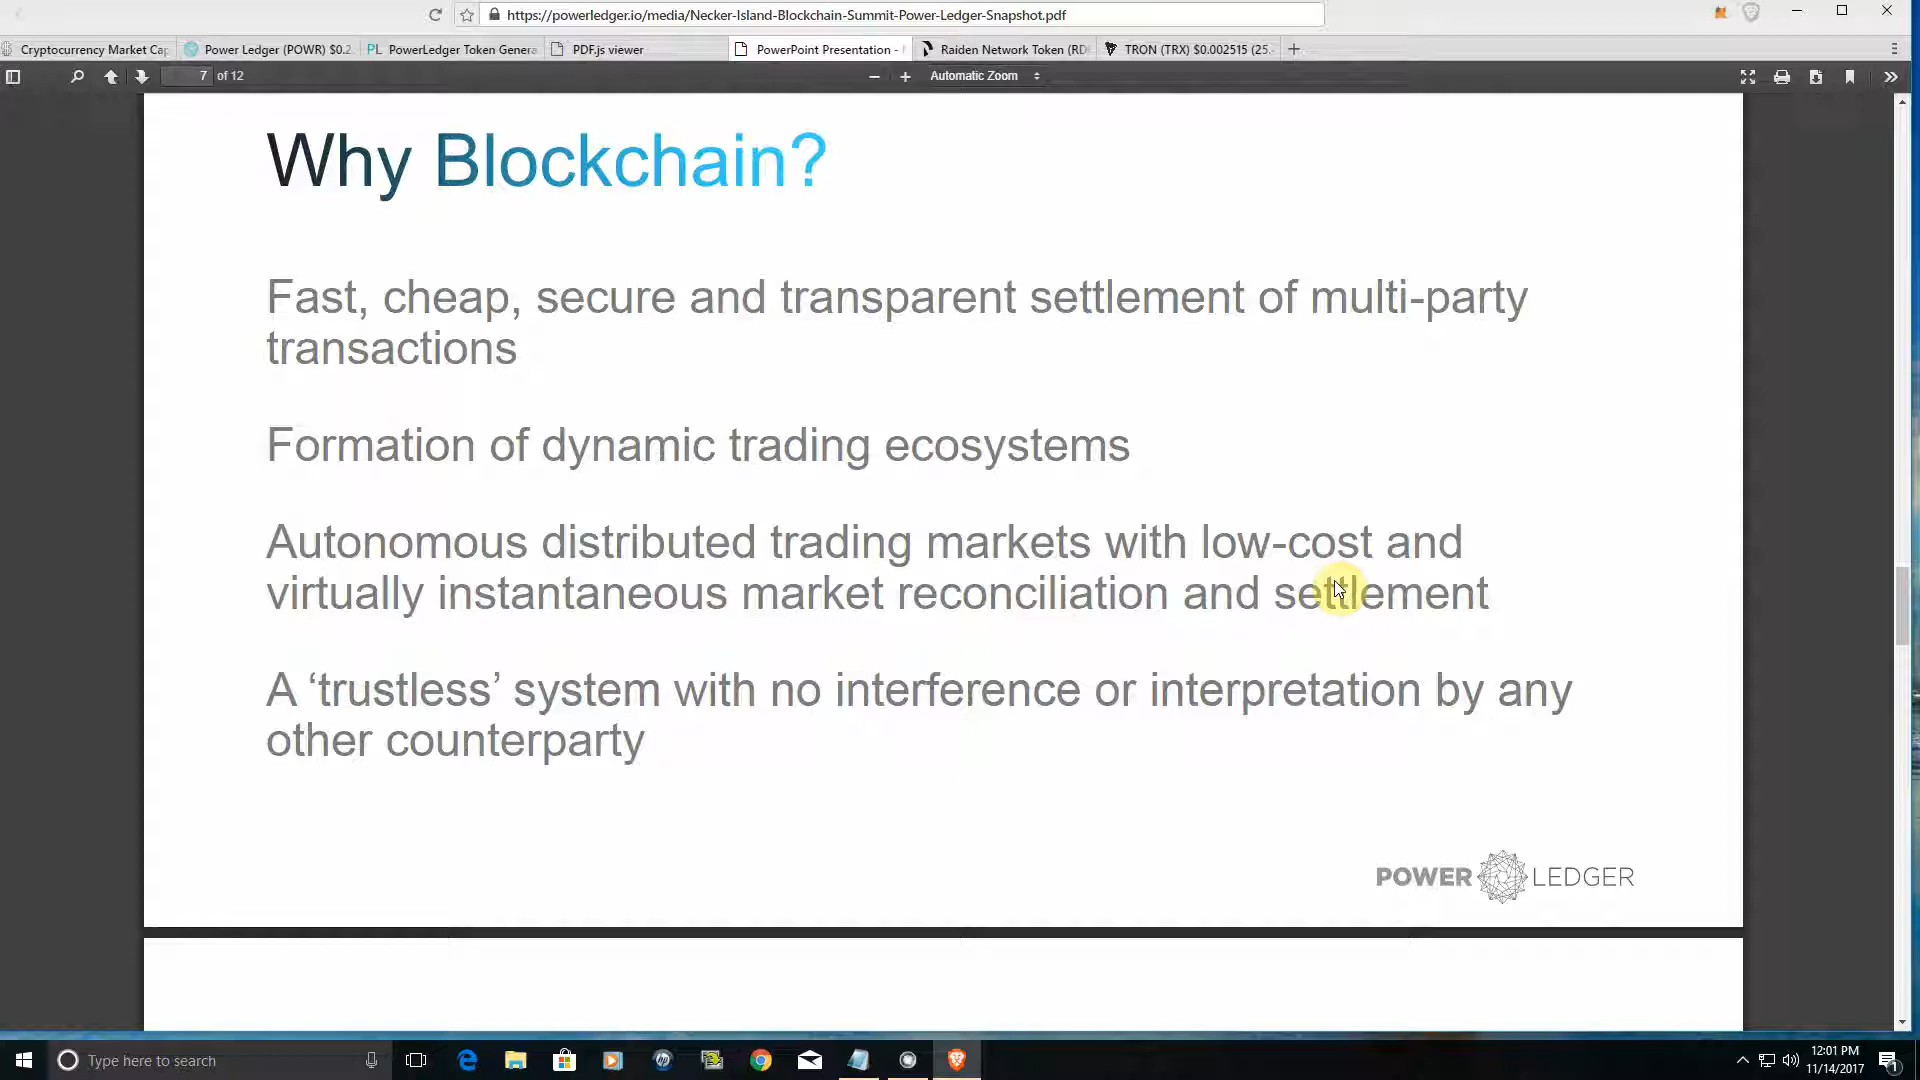 https://powerledger.io/media/Necker-Island-Blockchain-Summit-Power-Ledger-Snapshot.pdf
Cryptocurrency Market Cap
Power Ledger (POWR) $0.2
PL PowerLedger Token Genera
PDF.js viewer
PowerPoint Presentation -
Raiden Network Token (RD
TRON (TRX) $0.002515 (25.
7 of 12
Automatic Zoom
Why Blockchain?
Fast, cheap, secure and transparent settlement of multi-party
transactions
Formation of dynamic trading ecosystems
Autonomous distributed trading markets with low-cost and
virtually instantaneous market reconciliation and settlement
A ‘trustless’ system with no interference or interpretation by any
other counterparty
POWER LEDGER
Type here to search
12:01 PM
11/14/2017
1